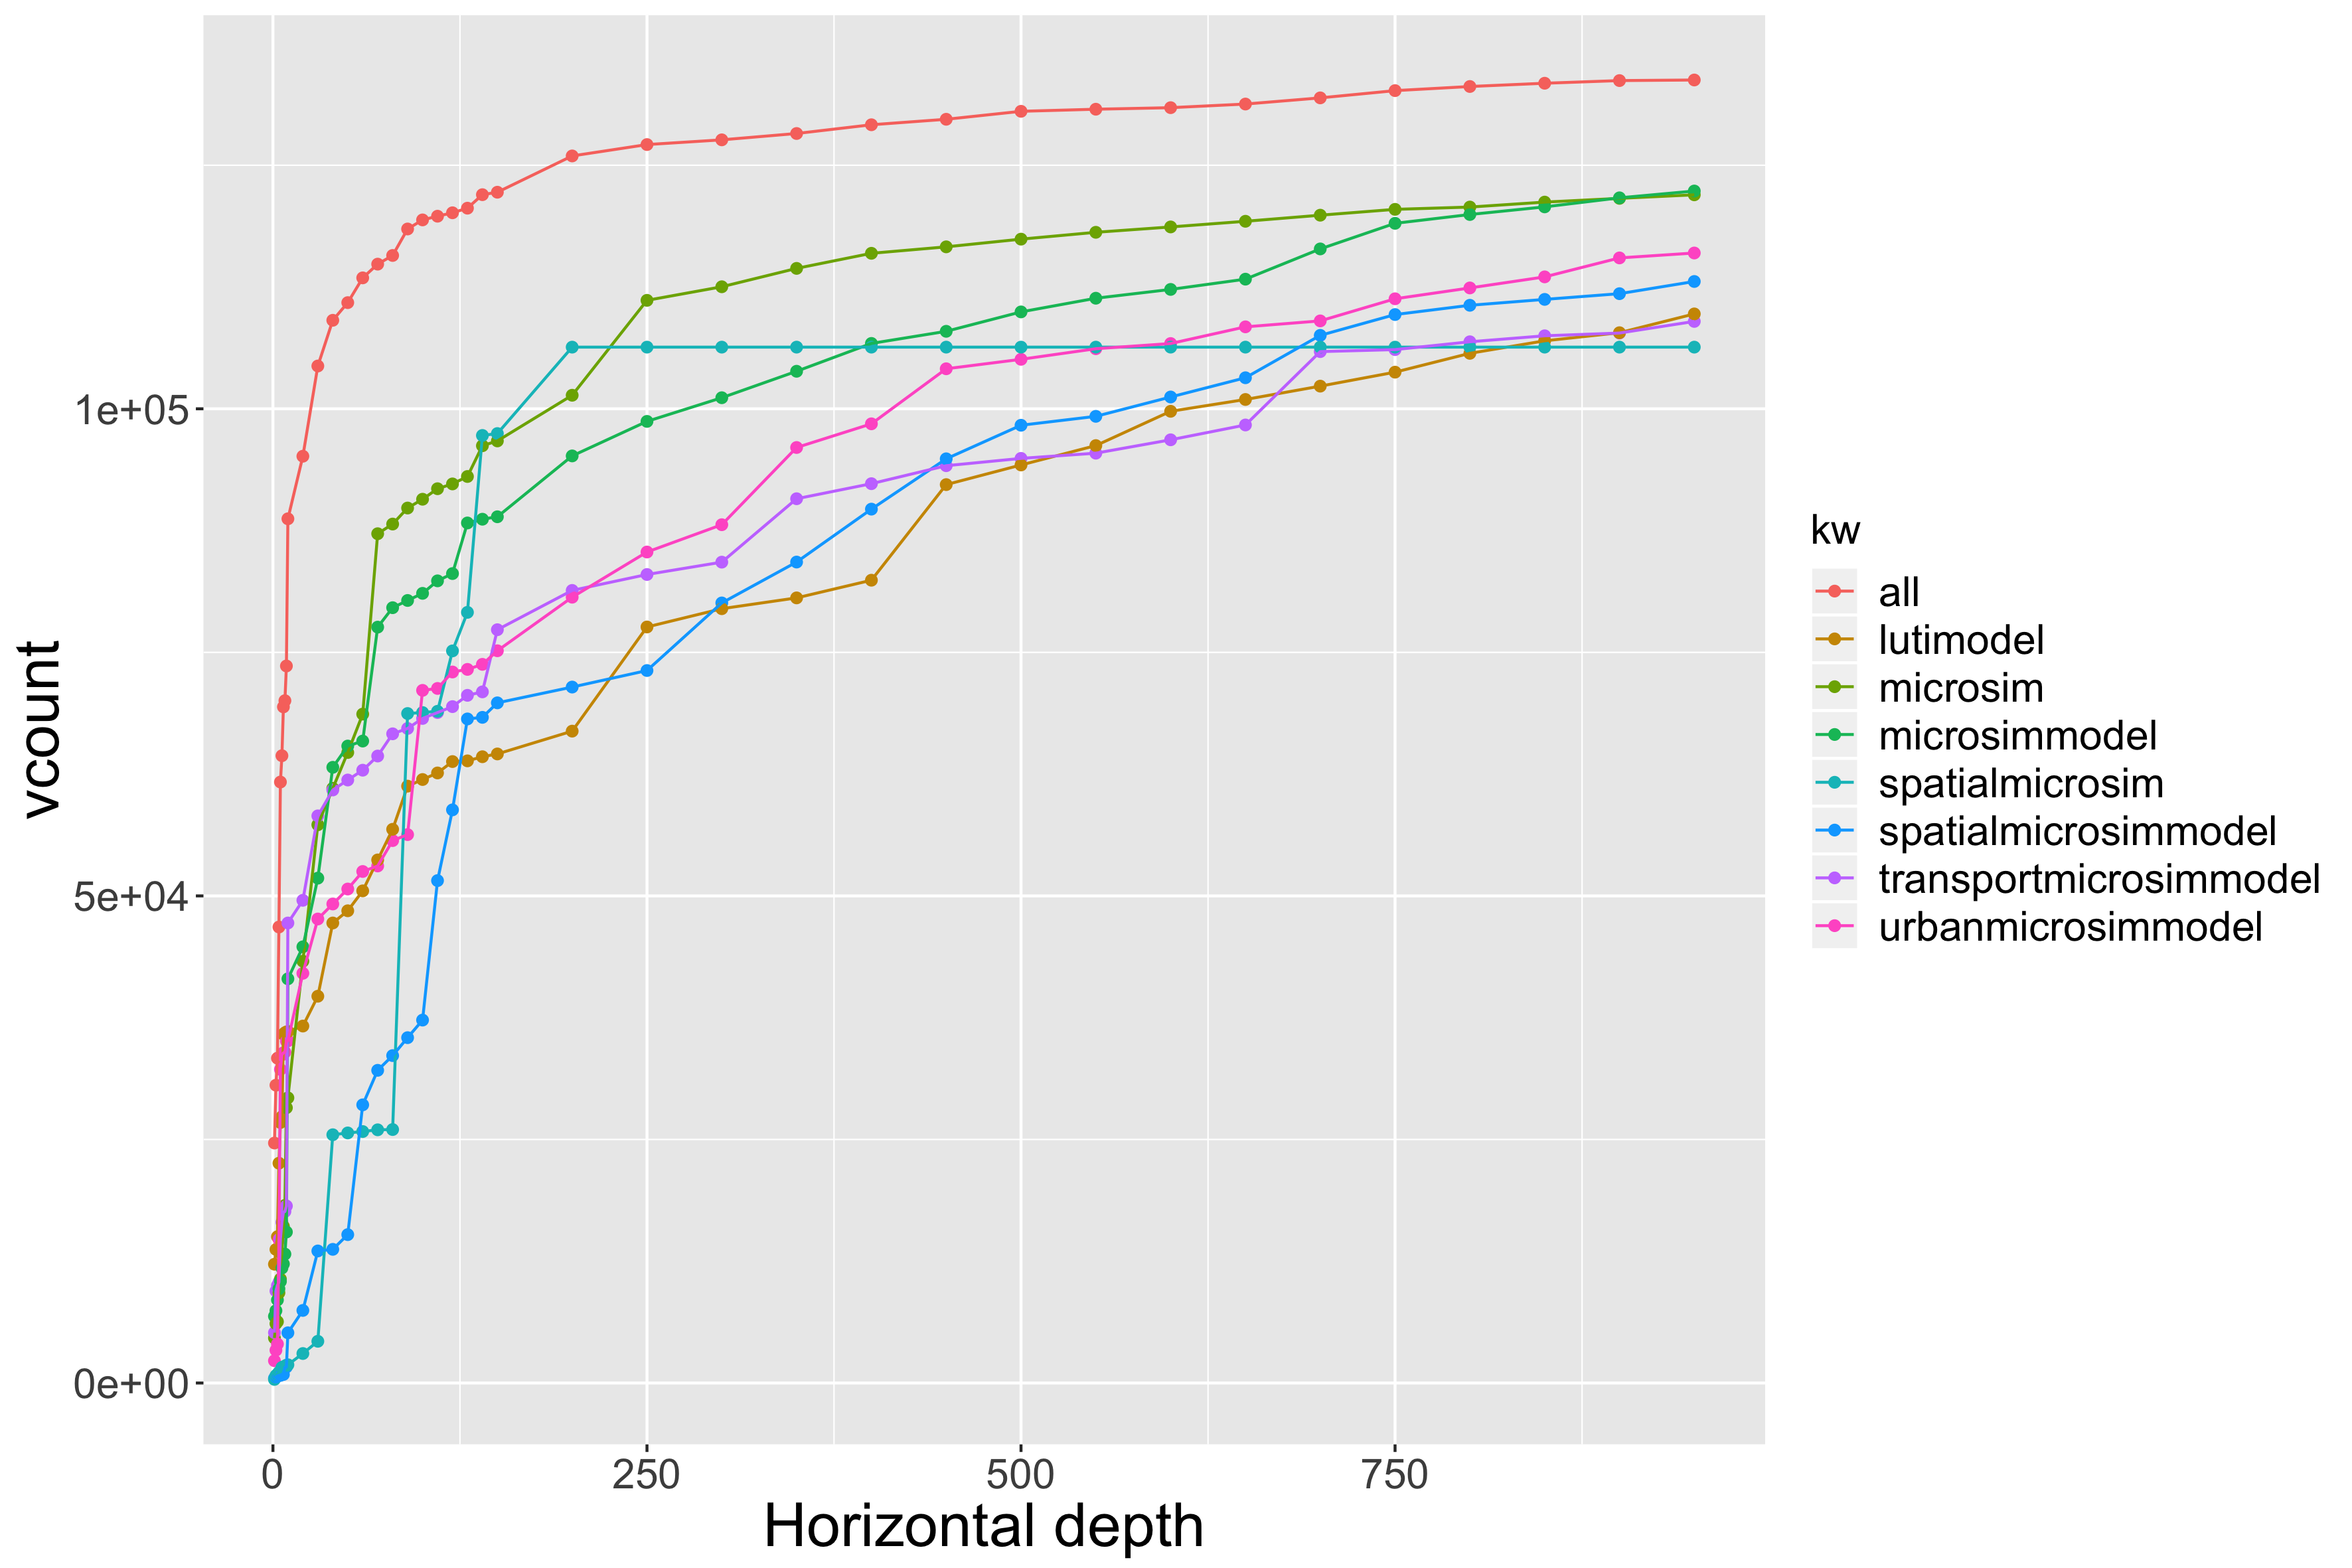 vcount
1e+05
5e+04
0e+00
0 250 500 750
Horizontal depth
kw
all
lutimodel
microsim
microsimmodel
spatialmicrosim
spatialmicrosimmodel
transportmicrosimmodel
urbanmicrosimmodel